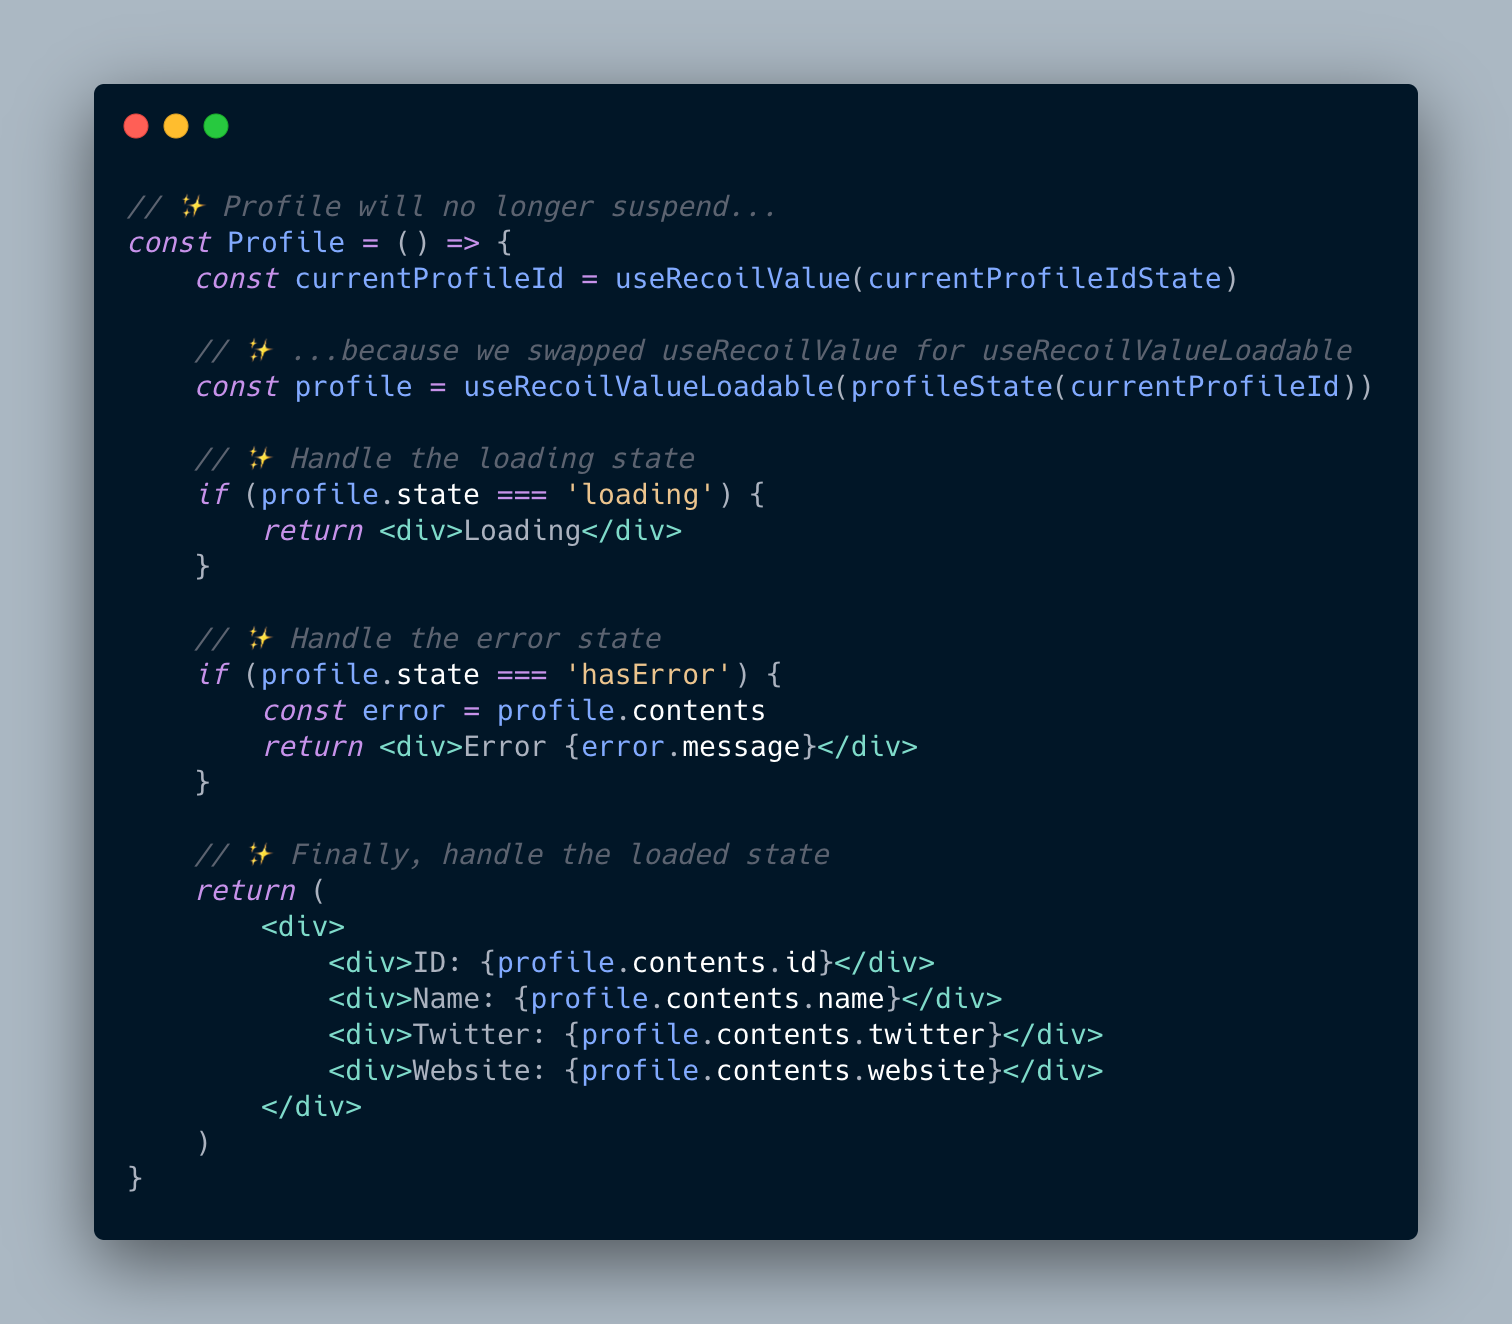 // ✨ Profile will no longer suspend...
const Profile = () => {
    const currentProfileId = useRecoilValue(currentProfileIdState)

    // ✨ ...because we swapped useRecoilValue for useRecoilValueLoadable
    const profile = useRecoilValueLoadable(profileState(currentProfileId))

    // ✨ Handle the loading state
    if (profile.state === 'loading') {
        return <div>Loading</div>
    }

    // ✨ Handle the error state
    if (profile.state === 'hasError') {
        const error = profile.contents
        return <div>Error {error.message}</div>
    }

    // ✨ Finally, handle the loaded state
    return (
        <div>
            <div>ID: {profile.contents.id}</div>
            <div>Name: {profile.contents.name}</div>
            <div>Twitter: {profile.contents.twitter}</div>
            <div>Website: {profile.contents.website}</div>
        </div>
    )
}